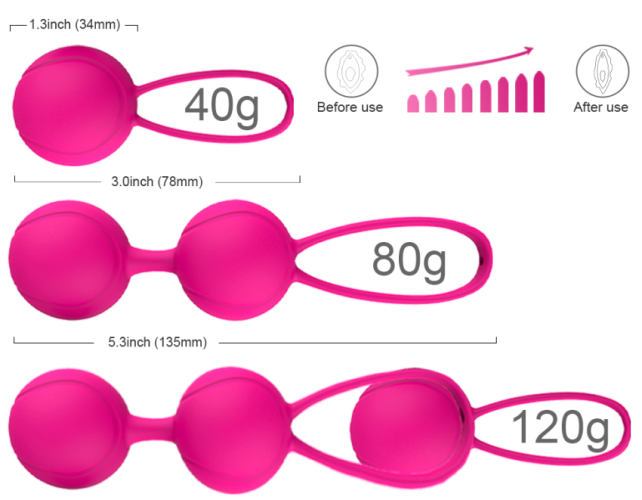 1.3inch (34mm)
40g
Before use
After use
3.0inch (78mm)
80g
5.3inch (135mm)
120g